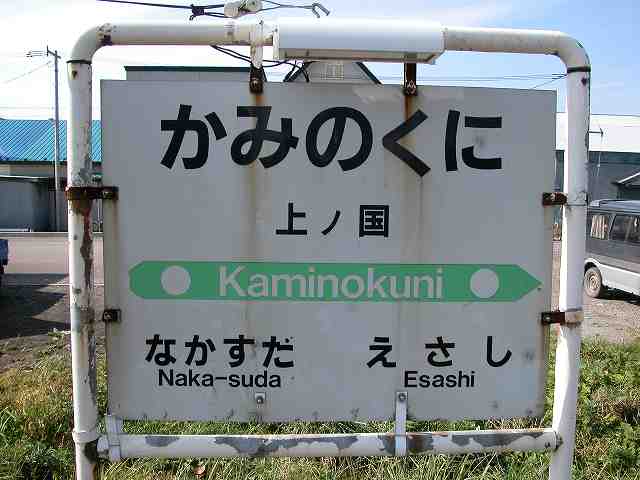 かみのくに
上ノ国
Kaminokuni
なかすだ えさし
Naka-suda Esashi